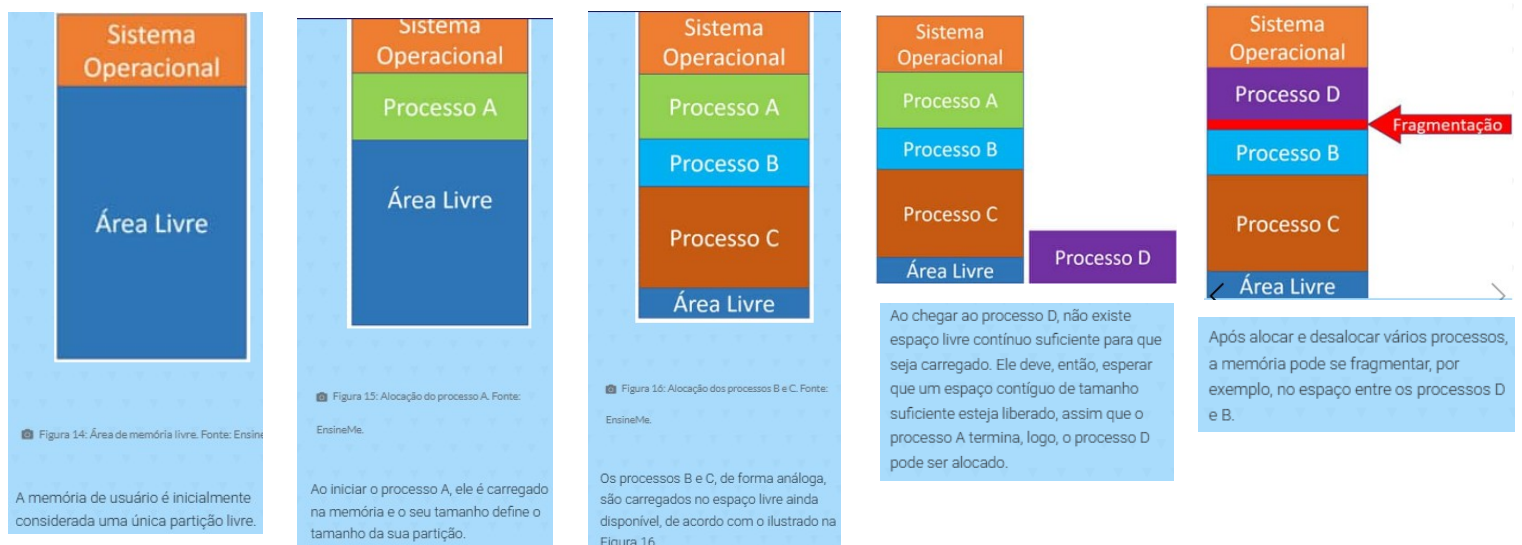 Sistema
Operacional
Área Livre
Figura 14: Área de memória livre. Fonte: Ensine
A memória de usuário é inicialmente
considerada uma única partição livre.
Sistema
Operacional
Processo A
Área Livre
Figura 15: Alocação do processo A. Fonte:
EnsineMe.
Ao iniciar o processo A, ele é carregado
na memória e o seu tamanho define o
tamanho da sua partição.
Sistema
Operacional
Processo A
Processo B
Processo C
Área Livre
Figura 16: Alocação dos processos B e C. Fonte:
EnsineMe.
Os processos B e C, de forma análoga,
são carregados no espaço livre ainda
disponível, de acordo com o ilustrado na
Figura 16
Sistema
Operacional
Processo A
Processo B
Processo C
Área Livre
Processo D
Ao chegar ao processo D, não existe
espaço livre contínuo suficiente para que
seja carregado. Ele deve, então, esperar
que um espaço contíguo de tamanho
suficiente esteja liberado, assim que o
processo A termina, logo, o processo D
pode ser alocado.
Sistema
Operacional
Processo D
Fragmentação
Processo B
Processo C
Área Livre
Após alocar e desalocar vários processos,
a memória pode se fragmentar, por
exemplo, no espaço entre os processos D
e B.